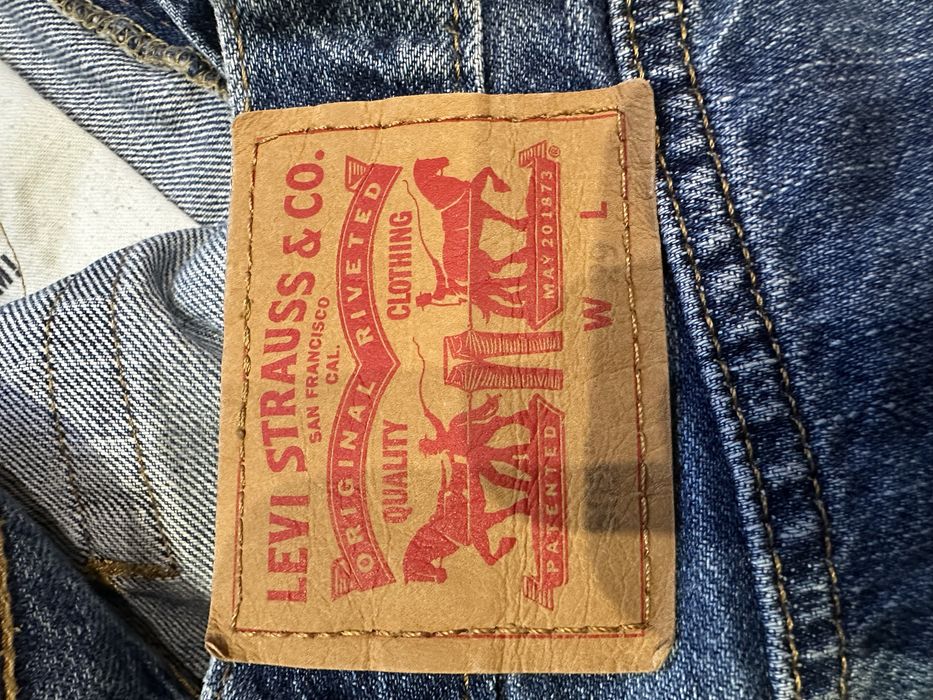 LEVI STRAUSS & CO.
SAN FRANCISCO
CAL.
ORIGINAL RIVETED
QUALITY CLOTHING
PATENTED MAY 20 1873 ®
W L